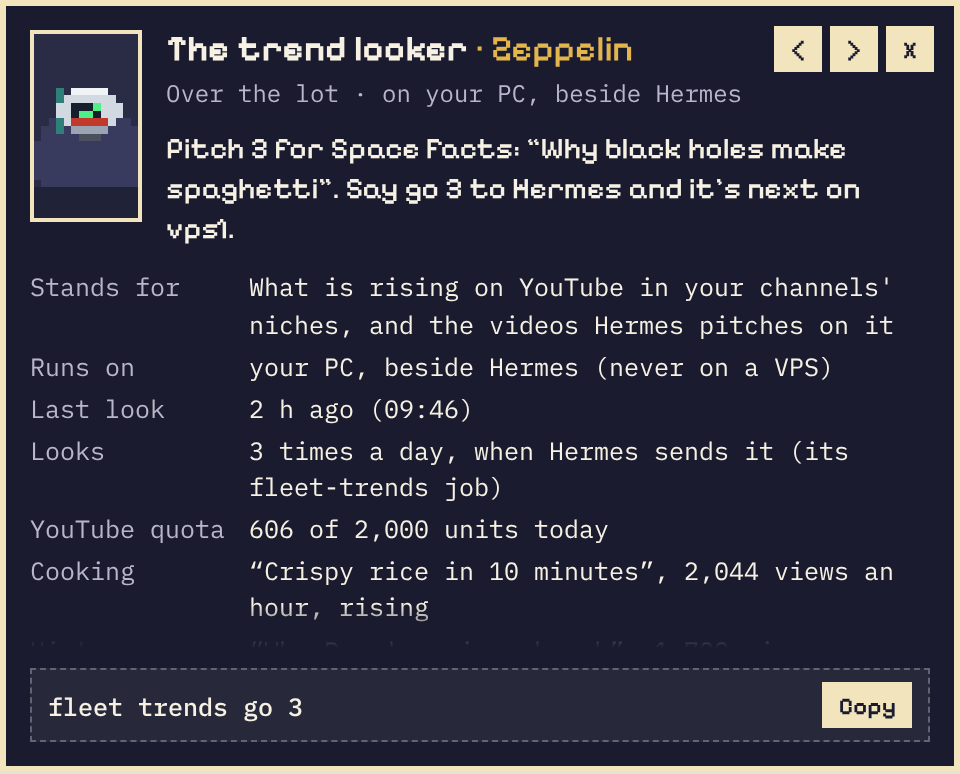 The trend looker · Zeppelin
< > x
Over the lot · on your PC, beside Hermes
Pitch 3 for Space Facts: “Why black holes make
spaghetti”. Say go 3 to Hermes and it’s next on
vps1.
Stands for What is rising on YouTube in your channels'
niches, and the videos Hermes pitches on it
Runs on your PC, beside Hermes (never on a VPS)
Last look 2 h ago (09:46)
Looks 3 times a day, when Hermes sends it (its
fleet-trends job)
YouTube quota 606 of 2,000 units today
Cooking “Crispy rice in 10 minutes”, 2,044 views an
hour, rising
fleet trends go 3
Copy